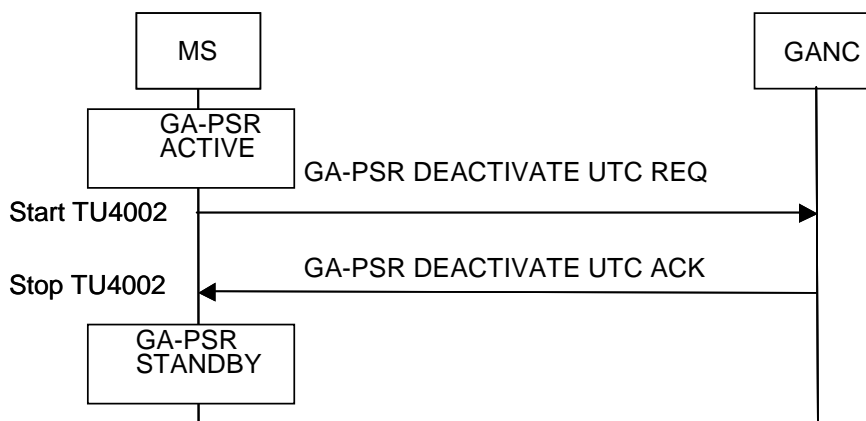 MS
GANC
GA-PSR
ACTIVE
GA-PSR DEACTIVATE UTC REQ
Start TU4002
GA-PSR DEACTIVATE UTC ACK
Stop TU4002
GA-PSR
STANDBY